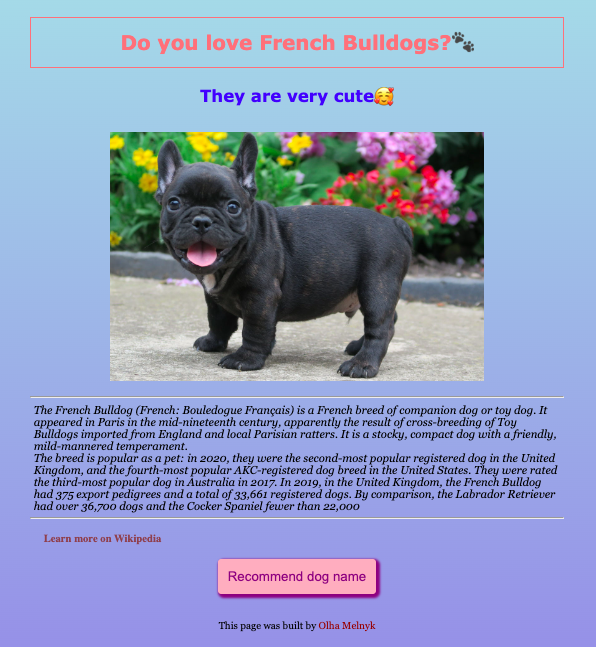 Do you love French Bulldogs?🐾
They are very cute🥰
The French Bulldog (French: Bouledogue Français) is a French breed of companion dog or toy dog. It
appeared in Paris in the mid-nineteenth century, apparently the result of cross-breeding of Toy
Bulldogs imported from England and local Parisian ratters. It is a stocky, compact dog with a friendly,
mild-mannered temperament.
The breed is popular as a pet: in 2020, they were the second-most popular registered dog in the United
Kingdom, and the fourth-most popular AKC-registered dog breed in the United States. They were rated
the third-most popular dog in Australia in 2017. In 2019, in the United Kingdom, the French Bulldog
had 375 export pedigrees and a total of 33,661 registered dogs. By comparison, the Labrador Retriever
had over 36,700 dogs and the Cocker Spaniel fewer than 22,000
Learn more on Wikipedia
Recommend dog name
This page was built by Olha Melnyk